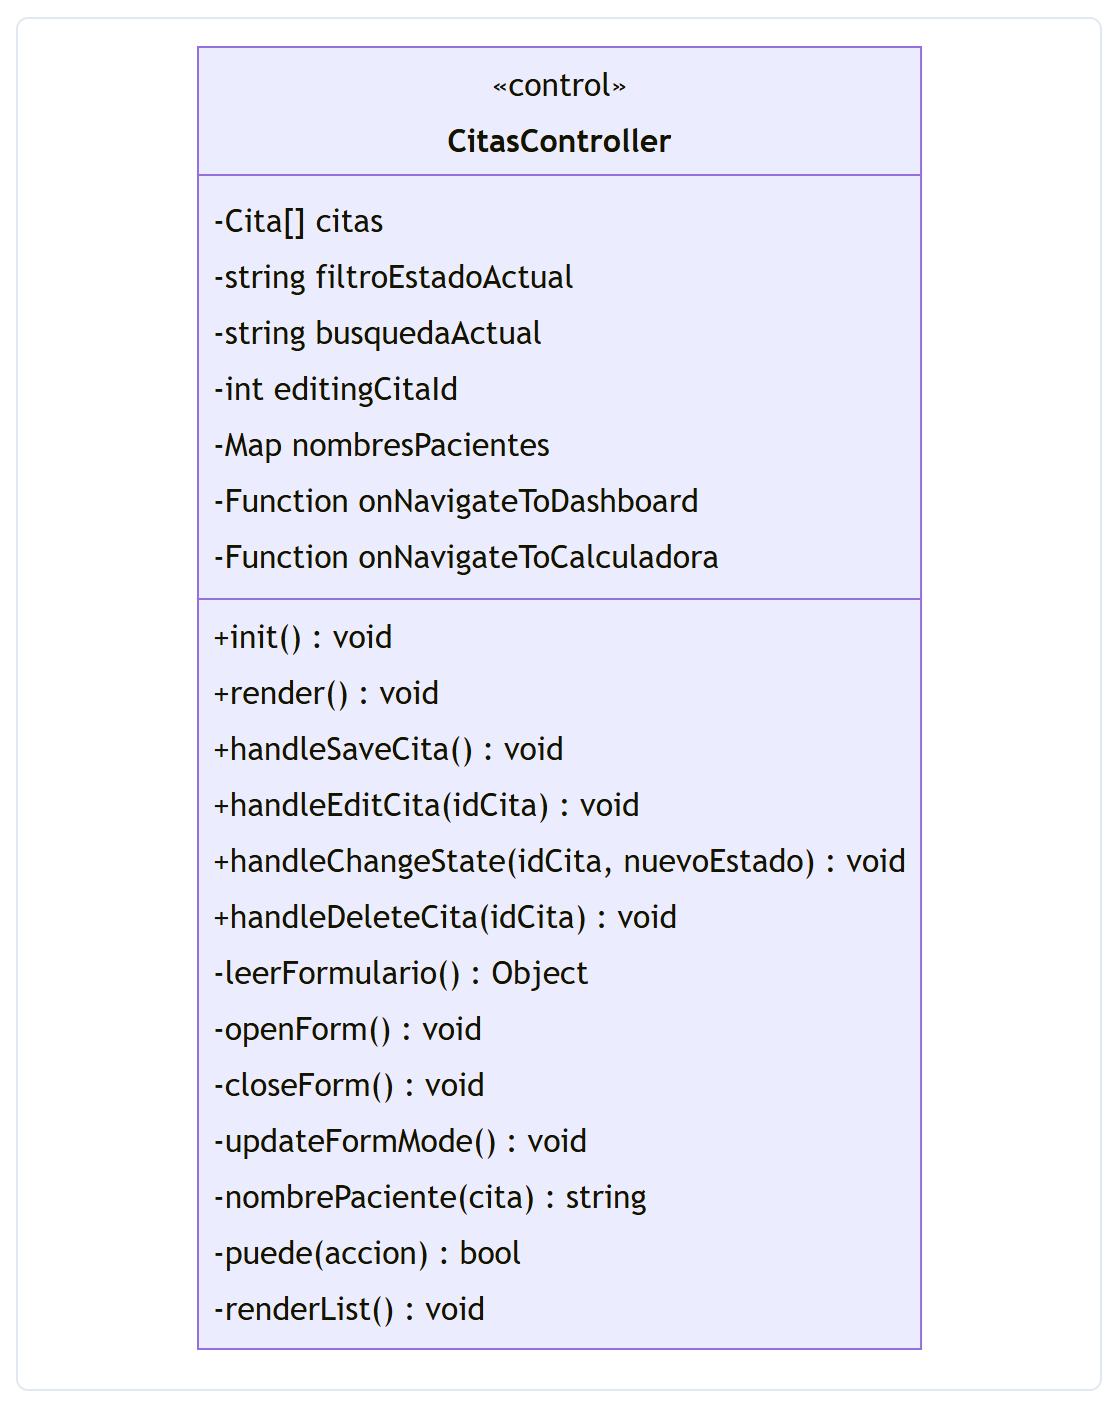 «control»
CitasController
-Cita[] citas
-string filtroEstadoActual
-string busquedaActual
-int editingCitaId
-Map nombresPacientes
-Function onNavigateToDashboard
-Function onNavigateToCalculadora
+init() : void
+render() : void
+handleSaveCita() : void
+handleEditCita(idCita) : void
+handleChangeState(idCita, nuevoEstado) : void
+handleDeleteCita(idCita) : void
-leerFormulario() : Object
-openForm() : void
-closeForm() : void
-updateFormMode() : void
-nombrePaciente(cita) : string
-puede(accion) : bool
-renderList() : void